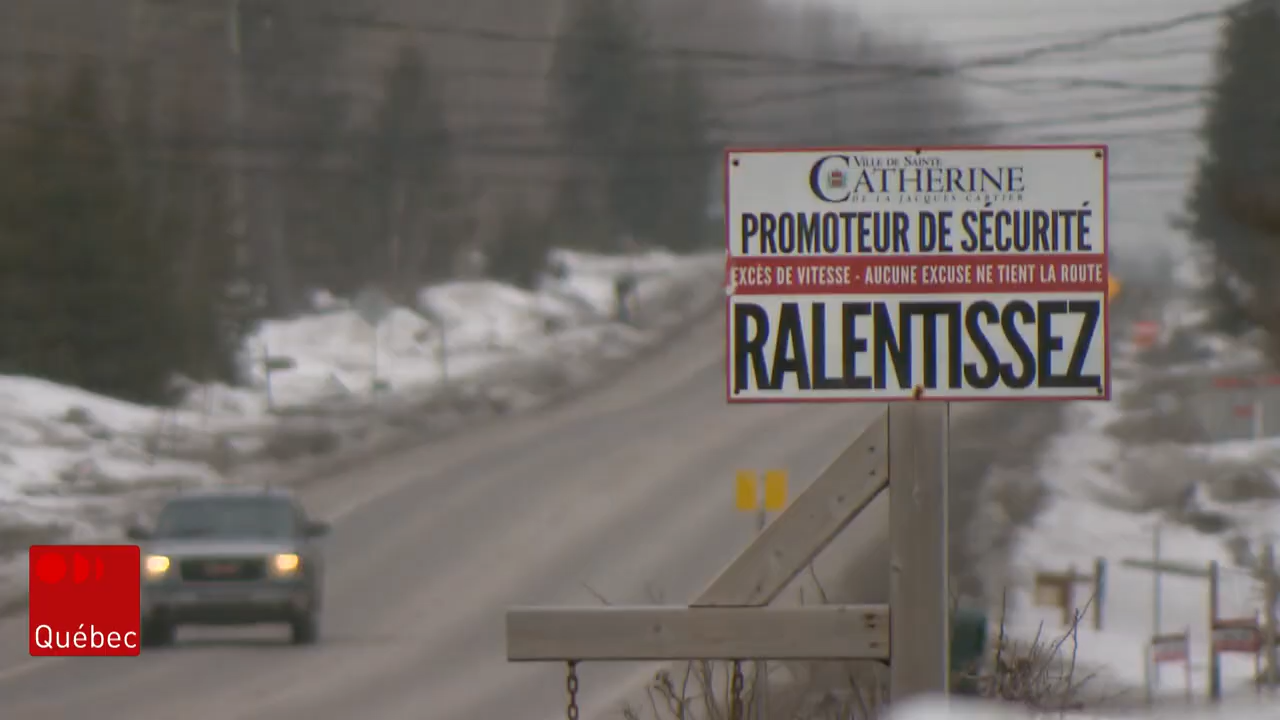 VILLE DE SAINTE
CATHERINE
DE LA JACQUES CARTIER
PROMOTEUR DE SÉCURITÉ
EXCÈS DE VITESSE - AUCUNE EXCUSE NE TIENT LA ROUTE
RALENTISSEZ
Québec